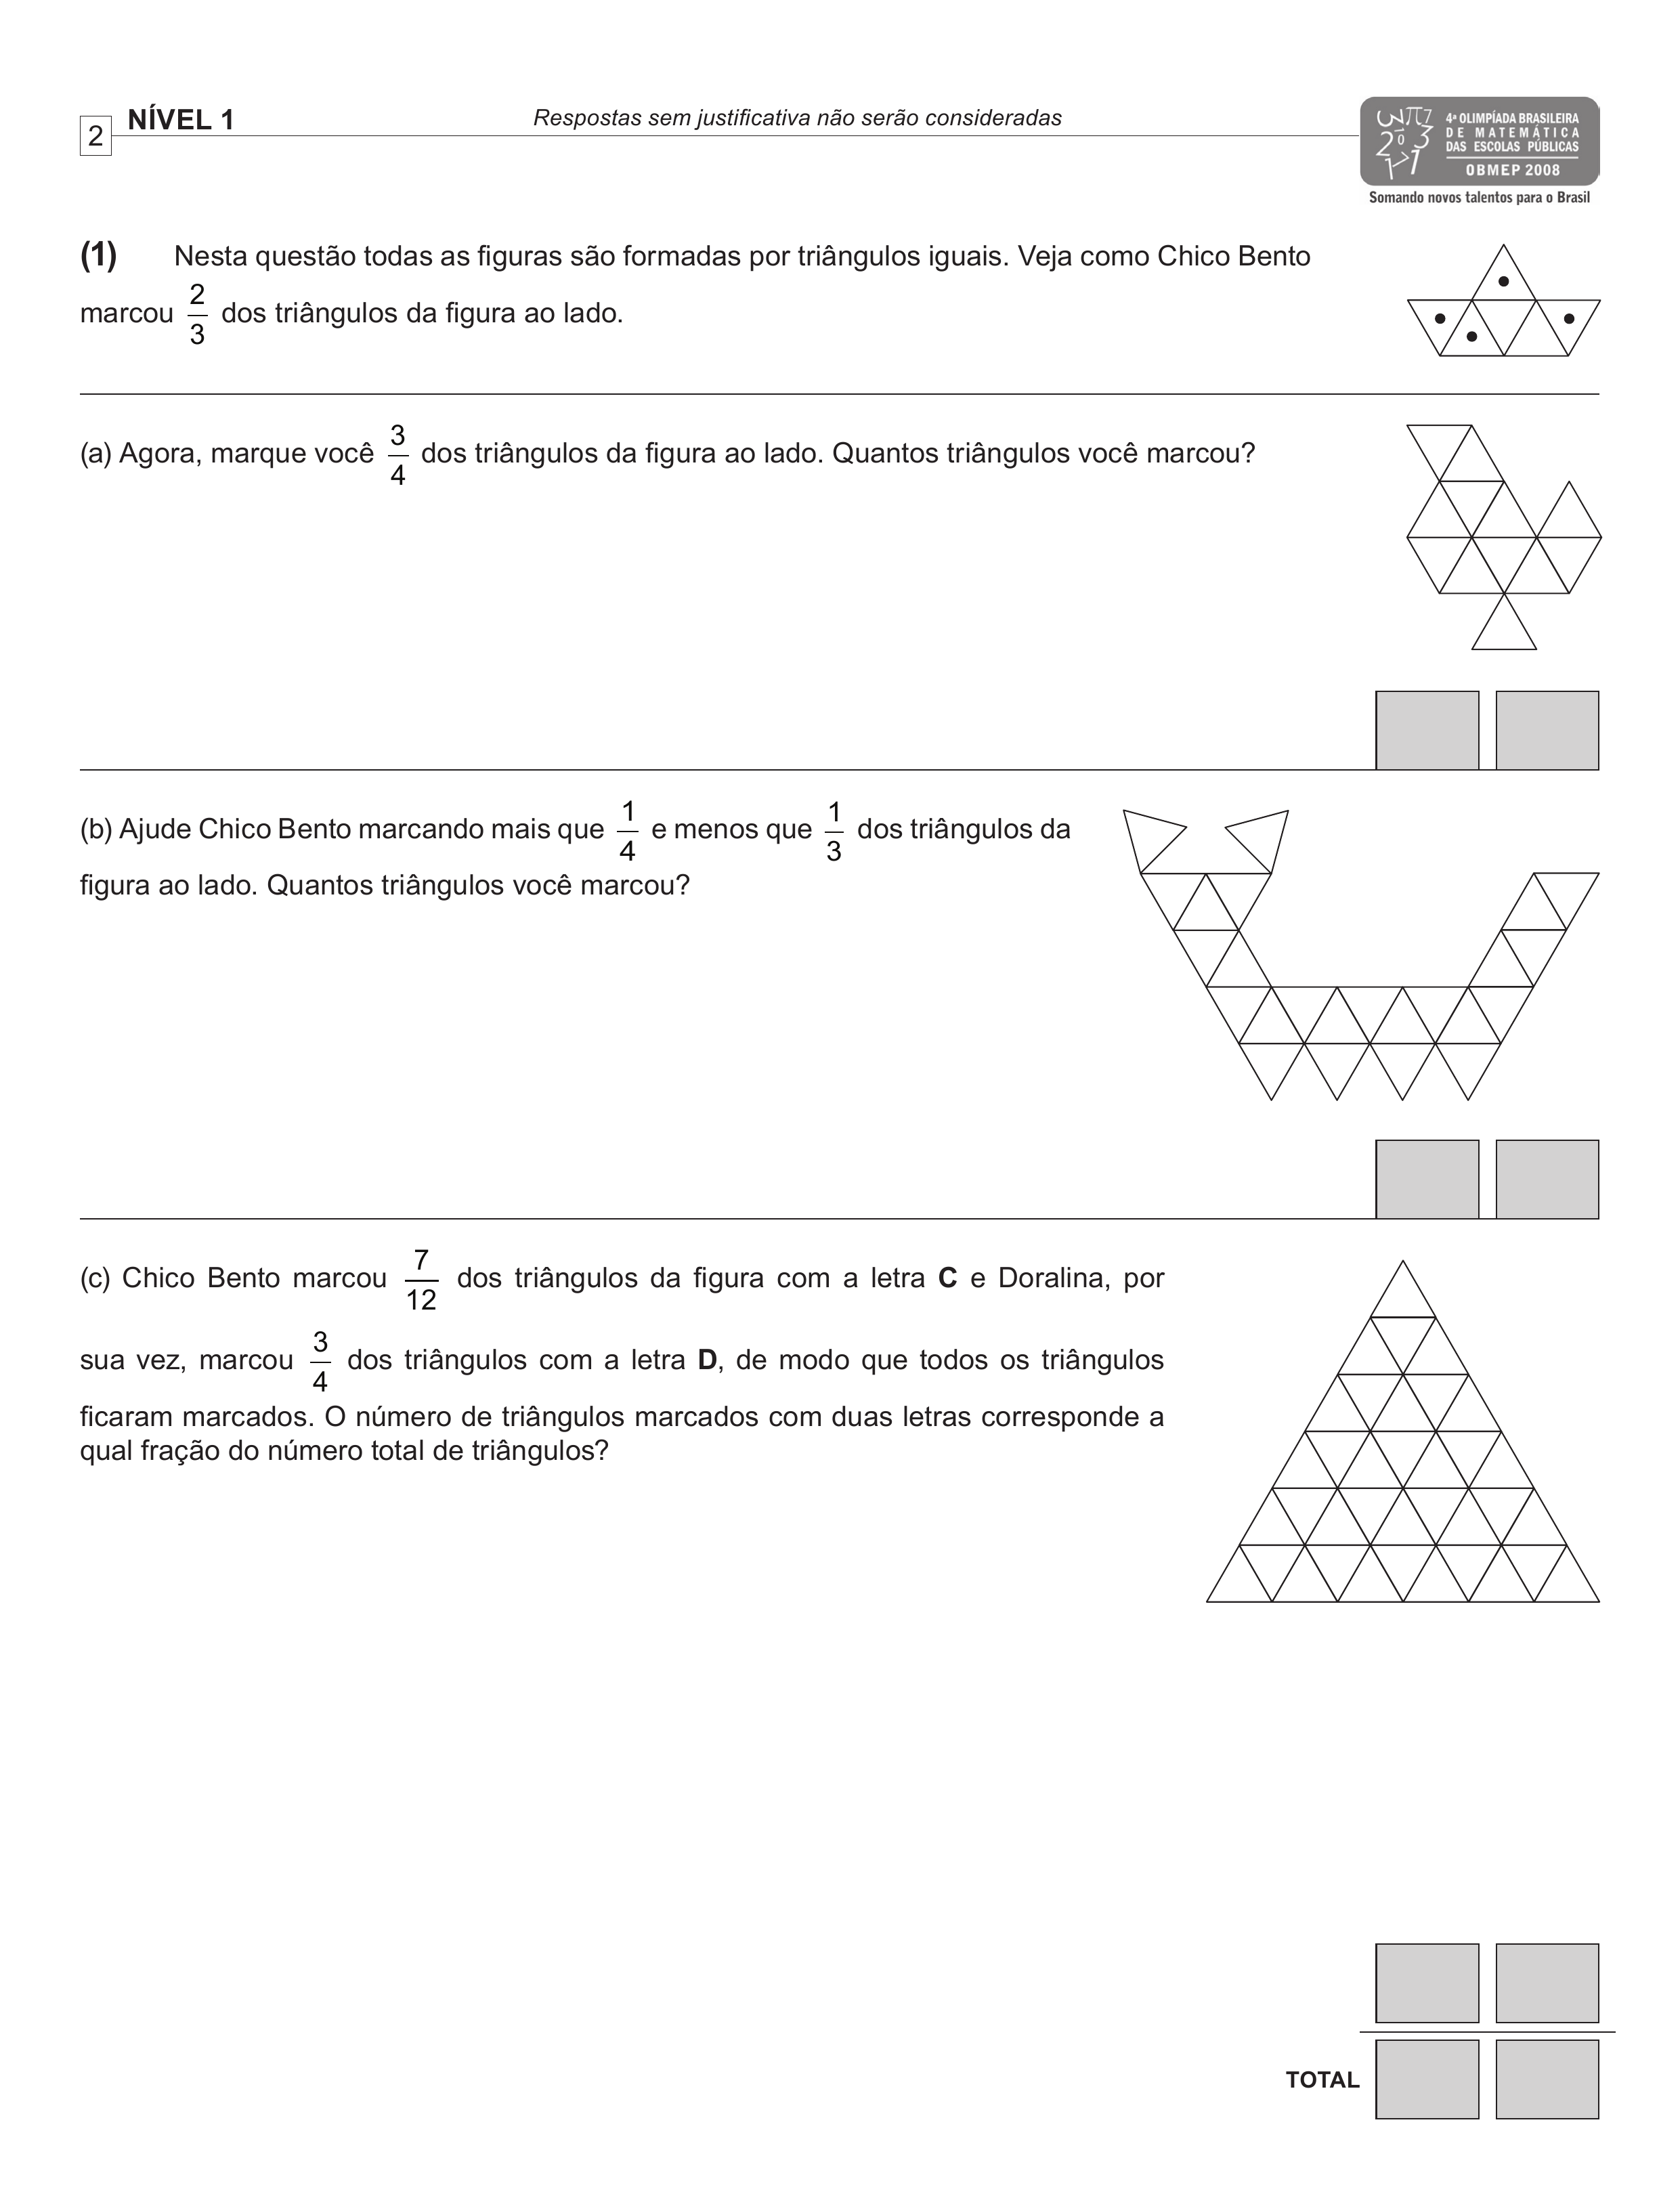 2 NÍVEL 1 Respostas sem justificativa não serão consideradas
4ª OLIMPÍADA BRASILEIRA
DE MATEMÁTICA
DAS ESCOLAS PÚBLICAS
OBMEP 2008
Somando novos talentos para o Brasil
(1) Nesta questão todas as figuras são formadas por triângulos iguais. Veja como Chico Bento
marcou 2/3 dos triângulos da figura ao lado.
(a) Agora, marque você 3/4 dos triângulos da figura ao lado. Quantos triângulos você marcou?
(b) Ajude Chico Bento marcando mais que 1/4 e menos que 1/3 dos triângulos da
figura ao lado. Quantos triângulos você marcou?
(c) Chico Bento marcou 7/12 dos triângulos da figura com a letra C e Doralina, por
sua vez, marcou 3/4 dos triângulos com a letra D, de modo que todos os triângulos
ficaram marcados. O número de triângulos marcados com duas letras corresponde a
qual fração do número total de triângulos?
TOTAL